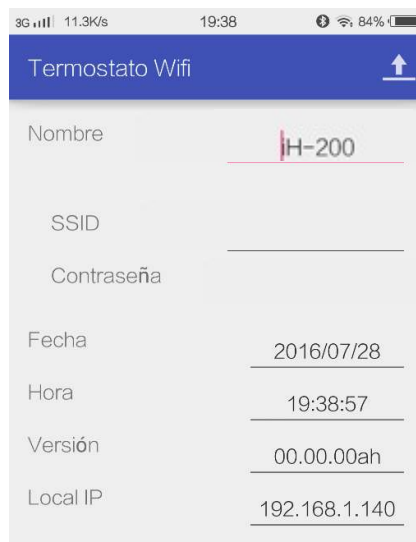 3G 11.3K/s 19:38 84%
Termostato Wifi
Nombre iH-200
SSID
Contraseña
Fecha 2016/07/28
Hora 19:38:57
Versión 00.00.00ah
Local IP 192.168.1.140